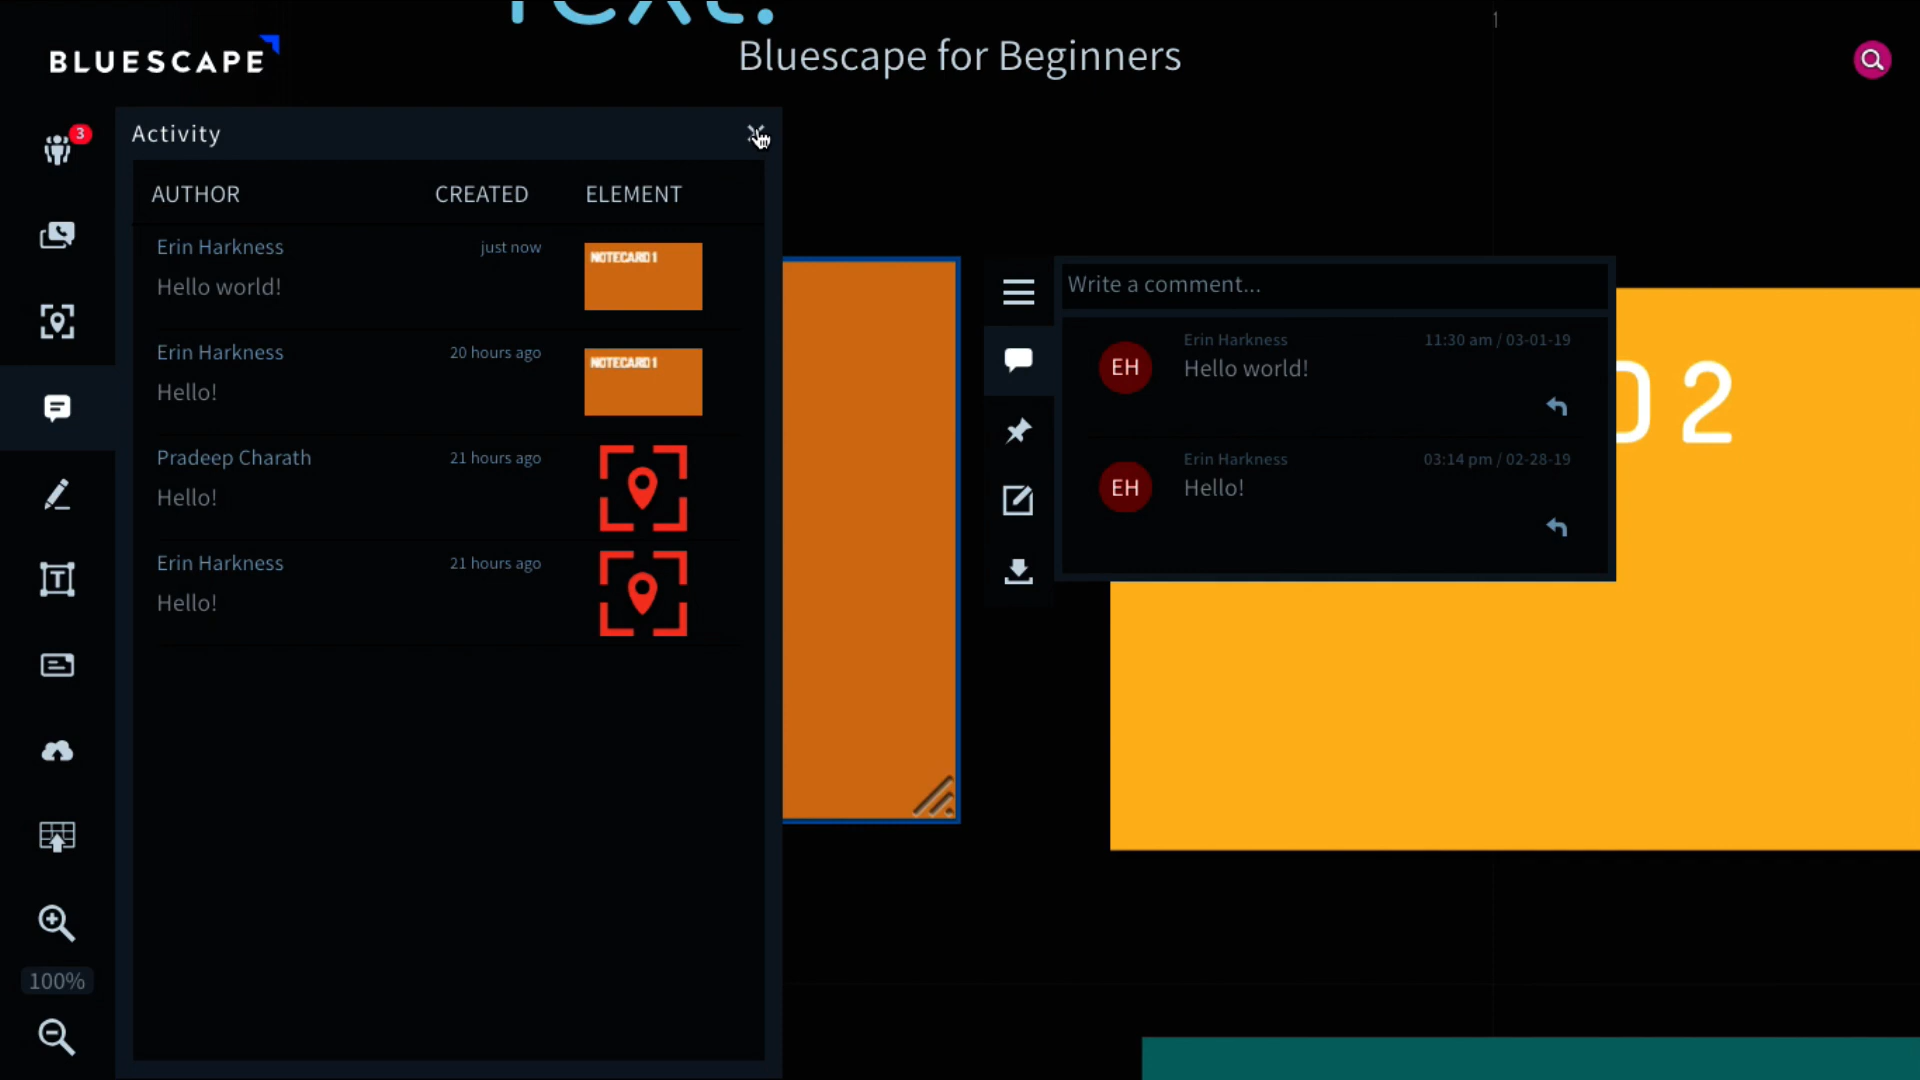 Text.
1
BLUESCAPE
Bluescape for Beginners
3
Activity
AUTHOR CREATED ELEMENT
Erin Harkness just now
Hello world!
NOTECARD 1
Erin Harkness 20 hours ago
Hello!
NOTECARD 1
Pradeep Charath 21 hours ago
Hello!
Erin Harkness 21 hours ago
Hello!
Write a comment...
EH
Erin Harkness 11:30 am / 03-01-19
Hello world!
EH
Erin Harkness 03:14 pm / 02-28-19
Hello!
D 2
T
100%